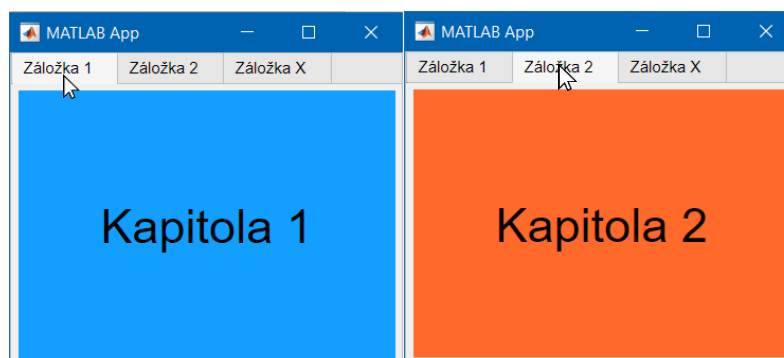 MATLAB App
Záložka 1 Záložka 2 Záložka X
Kapitola 1
MATLAB App
Záložka 1 Záložka 2 Záložka X
Kapitola 2